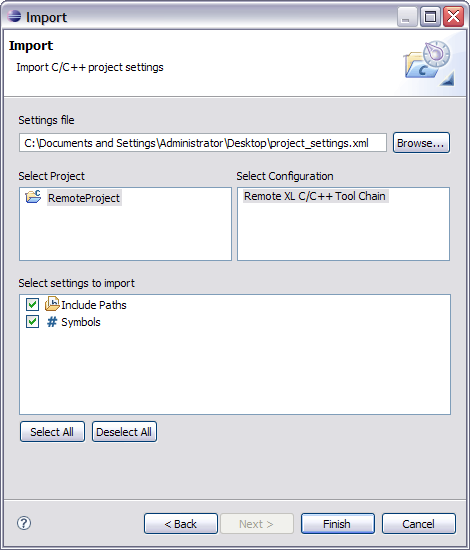 Import
Import
Import C/C++ project settings
Settings file
C:\Documents and Settings\Administrator\Desktop\project_settings.xml
Browse...
Select Project
Select Configuration
RemoteProject
Remote XL C/C++ Tool Chain
Select settings to import
Include Paths
# Symbols
Select All
Deselect All
?
< Back
Next >
Finish
Cancel